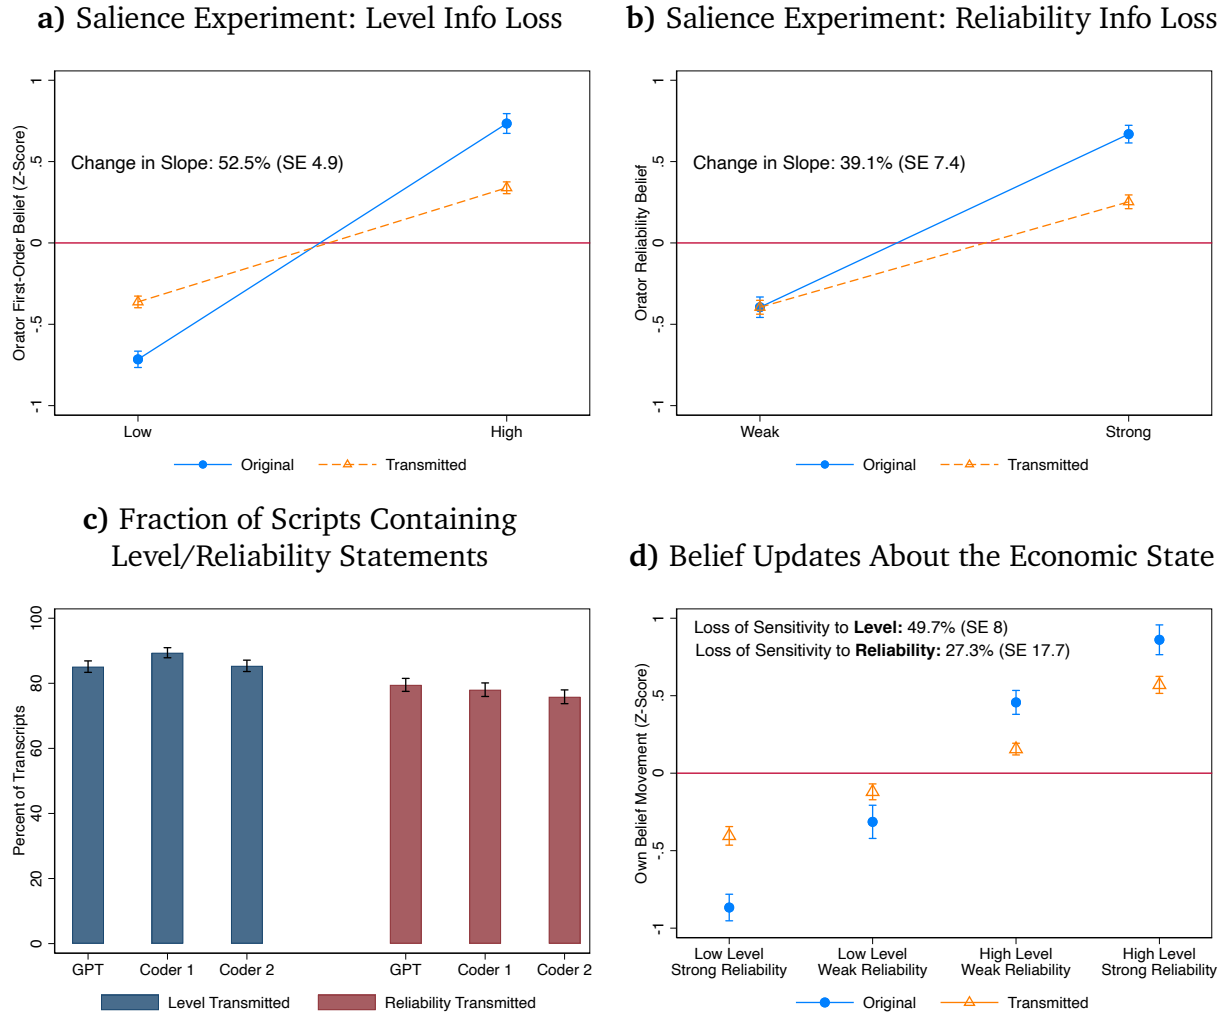 a) Salience Experiment: Level Info Loss
Orator First-Order Belief (Z-Score)
1
.5
0
-.5
-1
Change in Slope: 52.5% (SE 4.9)
Low
High
Original
Transmitted
b) Salience Experiment: Reliability Info Loss
Orator Reliability Belief
1
.5
0
-.5
-1
Change in Slope: 39.1% (SE 7.4)
Weak
Strong
Original
Transmitted
c) Fraction of Scripts Containing
Level/Reliability Statements
Percent of Transcripts
100
80
60
40
20
0
GPT
Coder 1
Coder 2
GPT
Coder 1
Coder 2
Level Transmitted
Reliability Transmitted
d) Belief Updates About the Economic State
Own Belief Movement (Z-Score)
1
.5
0
-.5
-1
Loss of Sensitivity to Level: 49.7% (SE 8)
Loss of Sensitivity to Reliability: 27.3% (SE 17.7)
Low Level
Strong Reliability
Low Level
Weak Reliability
High Level
Weak Reliability
High Level
Strong Reliability
Original
Transmitted